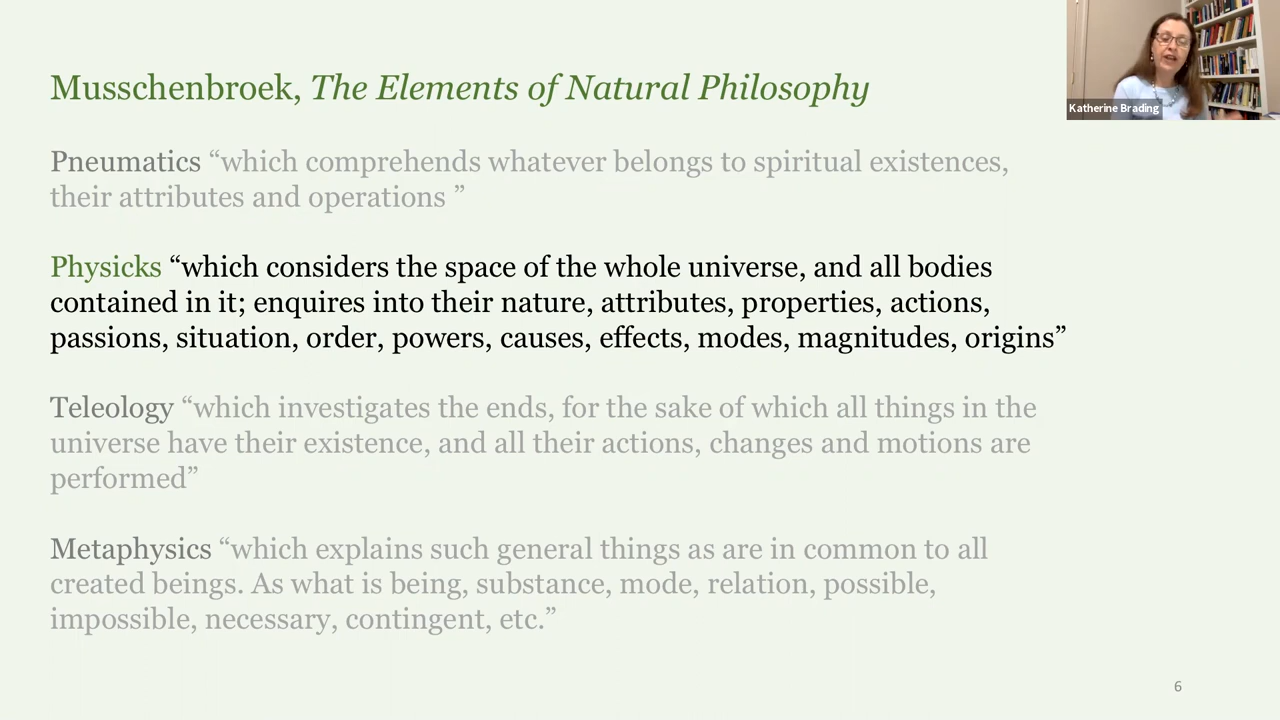 Musschenbroek, The Elements of Natural Philosophy
Katherine Brading
Pneumatics “which comprehends whatever belongs to spiritual existences,
their attributes and operations ”
Physicks “which considers the space of the whole universe, and all bodies
contained in it; enquires into their nature, attributes, properties, actions,
passions, situation, order, powers, causes, effects, modes, magnitudes, origins”
Teleology “which investigates the ends, for the sake of which all things in the
universe have their existence, and all their actions, changes and motions are
performed”
Metaphysics “which explains such general things as are in common to all
created beings. As what is being, substance, mode, relation, possible,
impossible, necessary, contingent, etc.”
6